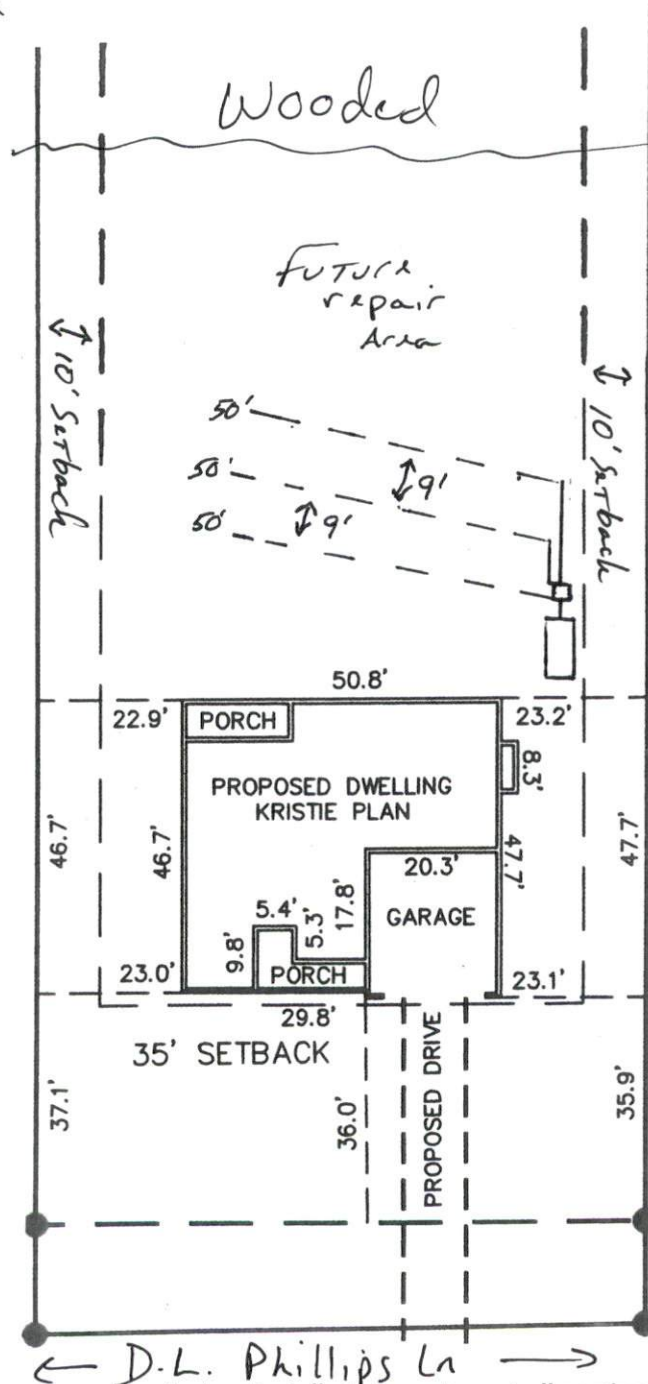 Wooded
Future
repair
Area
↕ 10' Setback
↕ 10' Setback
50'
50'
↕ 9'
50'
↕ 9'
50.8'
22.9'
PORCH
23.2'
8.3'
PROPOSED DWELLING
KRISTIE PLAN
46.7'
46.7'
47.7'
47.7'
20.3'
17.8'
GARAGE
5.4'
5.3'
9.8'
PORCH
23.0'
23.1'
29.8'
35' SETBACK
37.1'
36.0'
PROPOSED DRIVE
35.9'
← D.L. Phillips Ln →